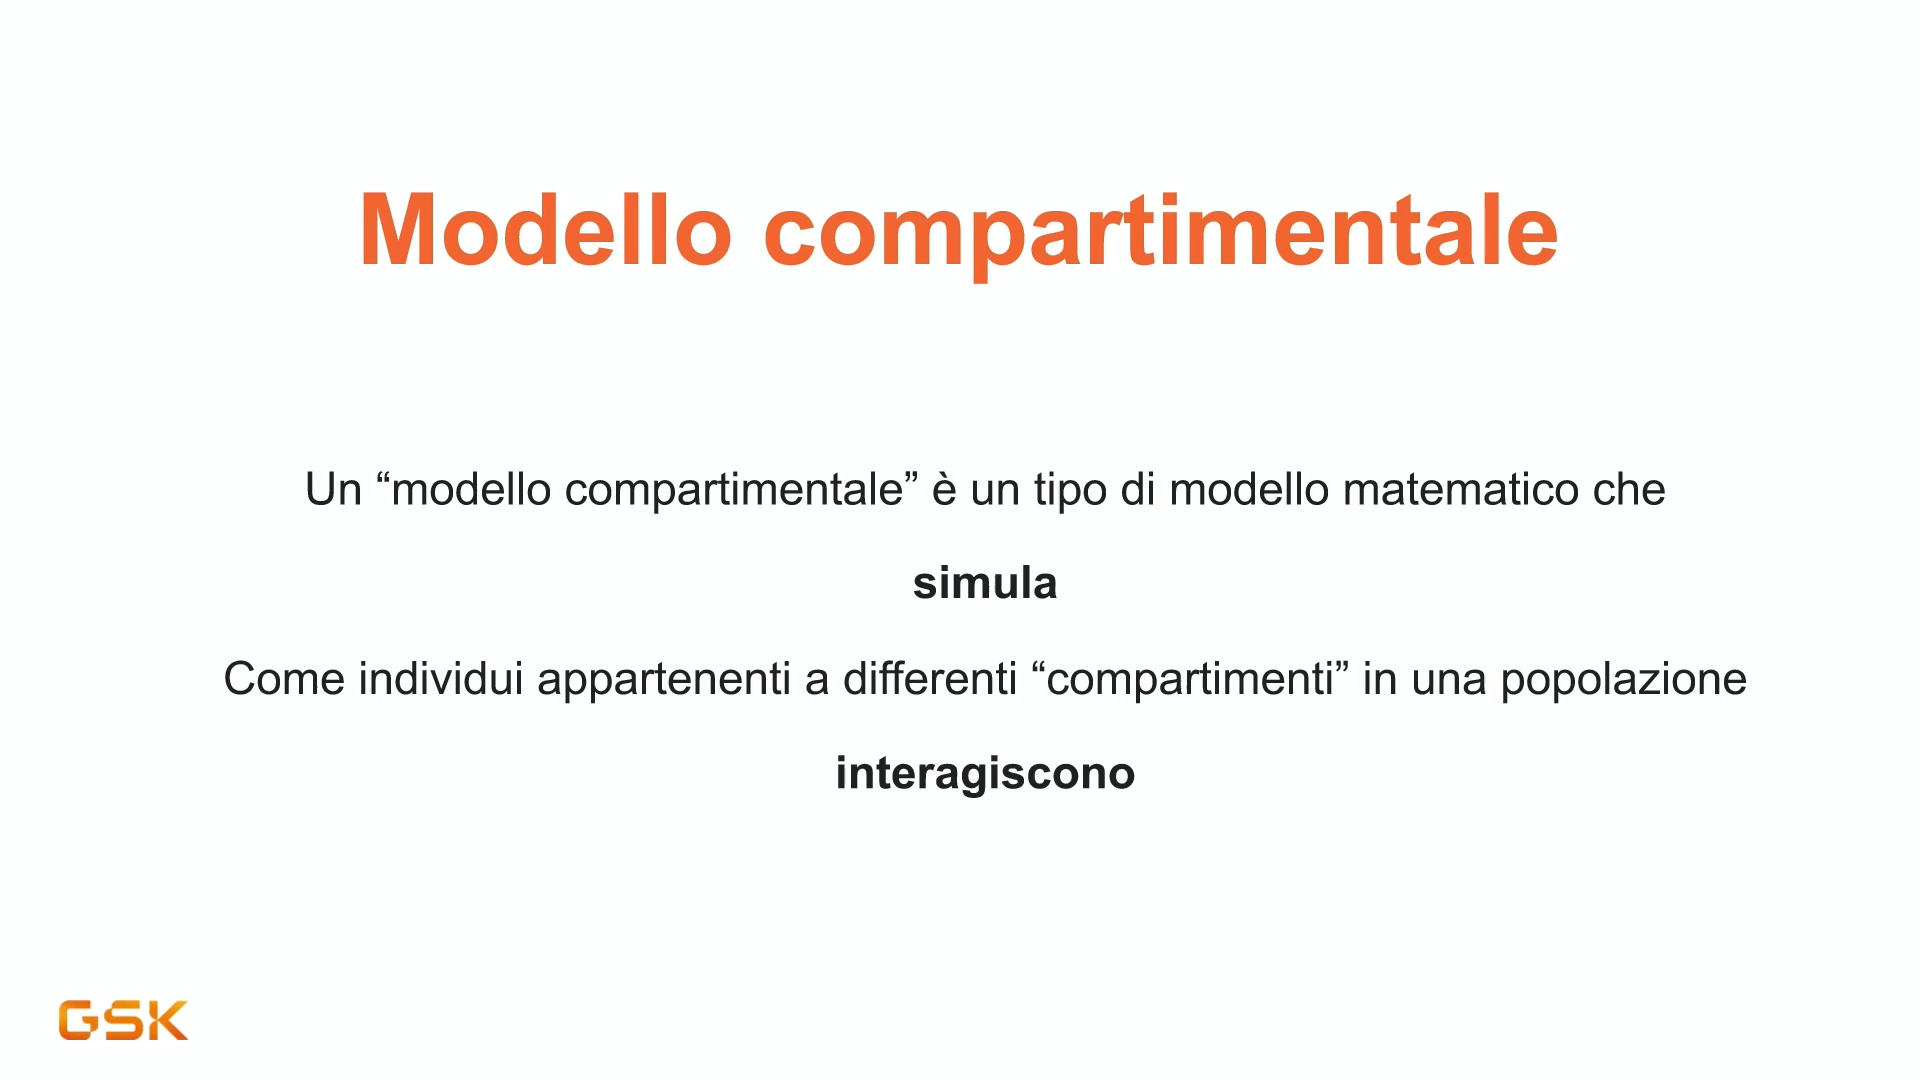 Modello compartimentale
Un “modello compartimentale” è un tipo di modello matematico che
simula
Come individui appartenenti a differenti “compartimenti” in una popolazione
interagiscono
GSK